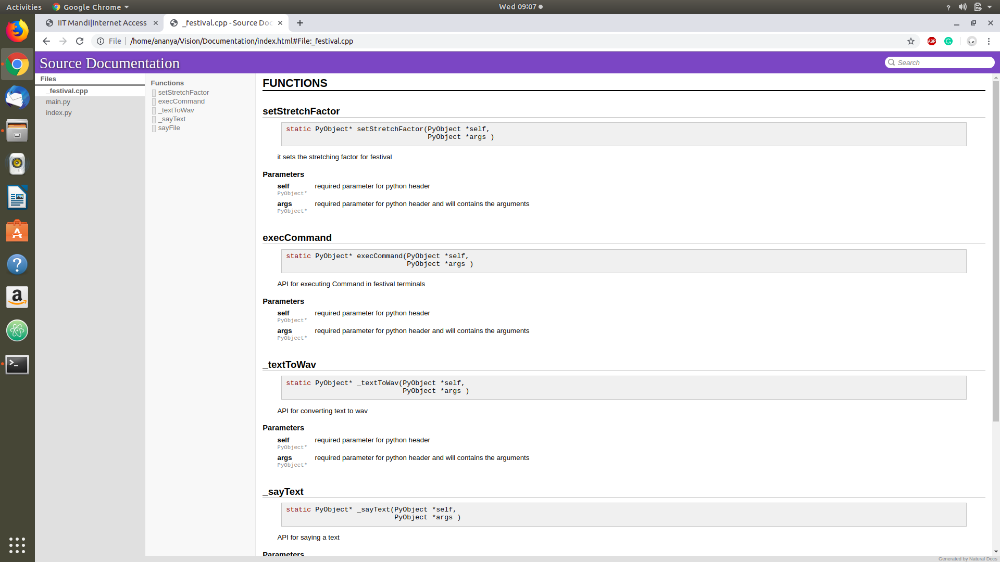 Activities
Google Chrome
Wed 09:07
?
IIT Mandi|Internet Access
_festival.cpp - Source Doc
File
/home/ananya/Vision/Documentation/index.html#File:_festival.cpp
ABP
Source Documentation
Search
Files
_festival.cpp
main.py
index.py
Functions
setStretchFactor
execCommand
_textToWav
_sayText
sayFile
FUNCTIONS
setStretchFactor
static PyObject* setStretchFactor(PyObject *self,
PyObject *args )
it sets the stretching factor for festival
Parameters
self required parameter for python header
PyObject*
args required parameter for python header and will contains the arguments
PyObject*
execCommand
static PyObject* execCommand(PyObject *self,
PyObject *args )
API for executing Command in festival terminals
Parameters
self required parameter for python header
PyObject*
args required parameter for python header and will contains the arguments
PyObject*
_textToWav
static PyObject* _textToWav(PyObject *self,
PyObject *args )
API for converting text to wav
Parameters
self required parameter for python header
PyObject*
args required parameter for python header and will contains the arguments
PyObject*
_sayText
static PyObject* _sayText(PyObject *self,
PyObject *args )
API for saying a text
Parameters
Generated by Natural Docs